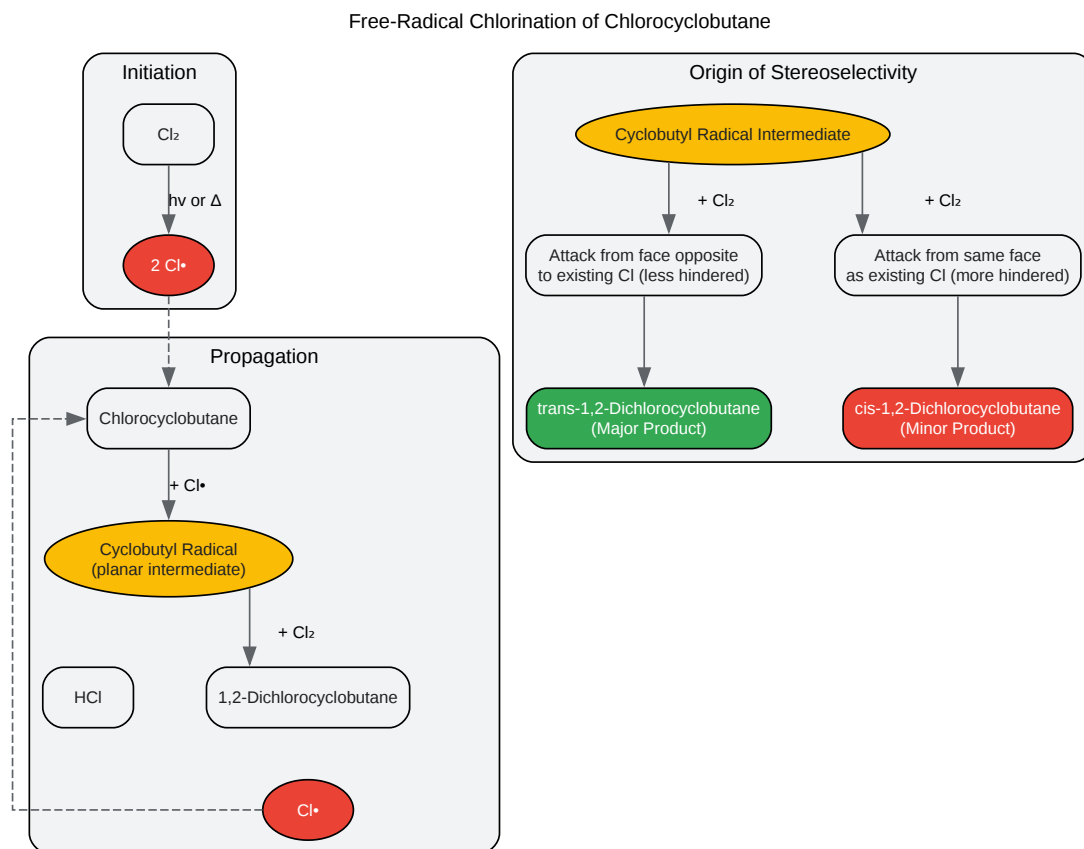 Free-Radical Chlorination of Chlorocyclobutane
Initiation
Cl₂
hv or Δ
2 Cl•
Propagation
Chlorocyclobutane
+ Cl•
Cyclobutyl Radical
(planar intermediate)
+ Cl₂
HCl
1,2-Dichlorocyclobutane
Cl•
Origin of Stereoselectivity
Cyclobutyl Radical Intermediate
+ Cl₂
+ Cl₂
Attack from face opposite
to existing Cl (less hindered)
Attack from same face
as existing Cl (more hindered)
trans-1,2-Dichlorocyclobutane
(Major Product)
cis-1,2-Dichlorocyclobutane
(Minor Product)